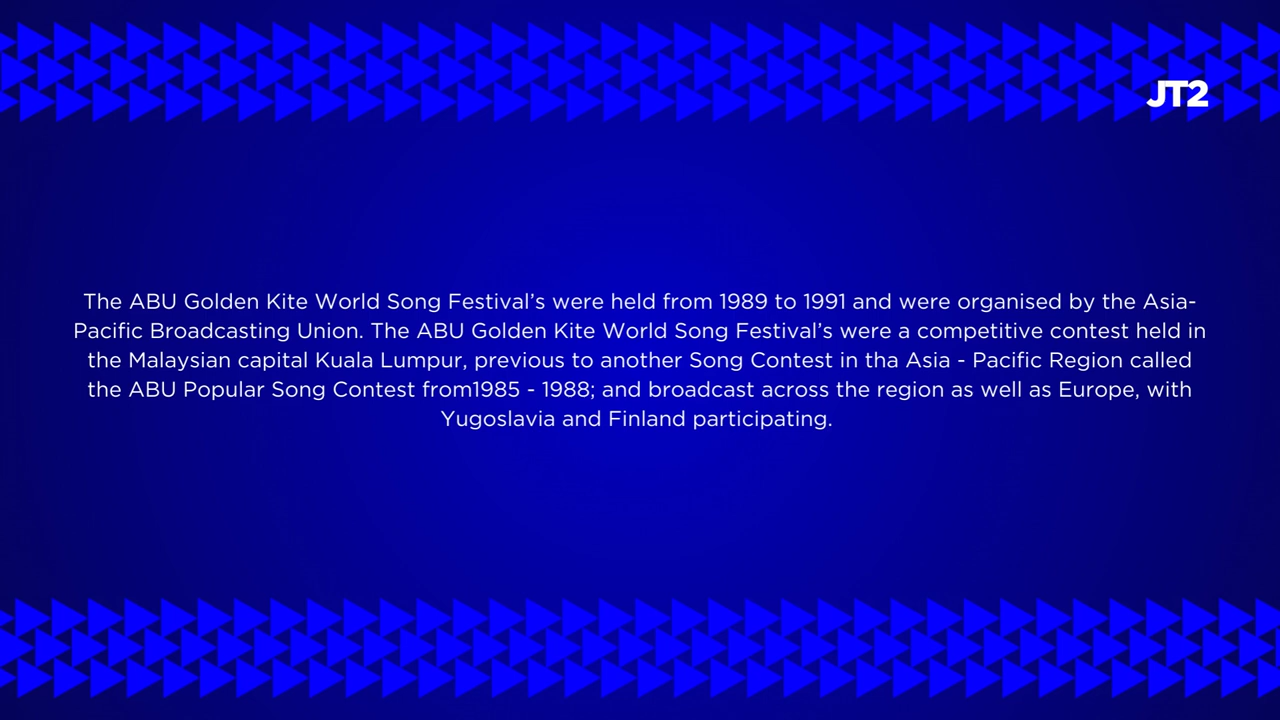 JT2
The ABU Golden Kite World Song Festival’s were held from 1989 to 1991 and were organised by the Asia-
Pacific Broadcasting Union. The ABU Golden Kite World Song Festival’s were a competitive contest held in
the Malaysian capital Kuala Lumpur, previous to another Song Contest in tha Asia - Pacific Region called
the ABU Popular Song Contest from1985 - 1988; and broadcast across the region as well as Europe, with
Yugoslavia and Finland participating.